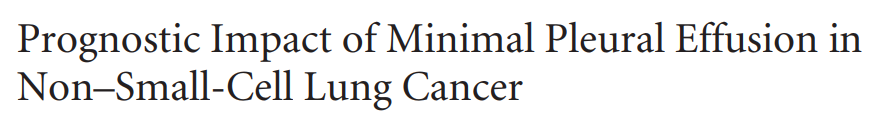 Prognostic Impact of Minimal Pleural Effusion in
Non–Small-Cell Lung Cancer